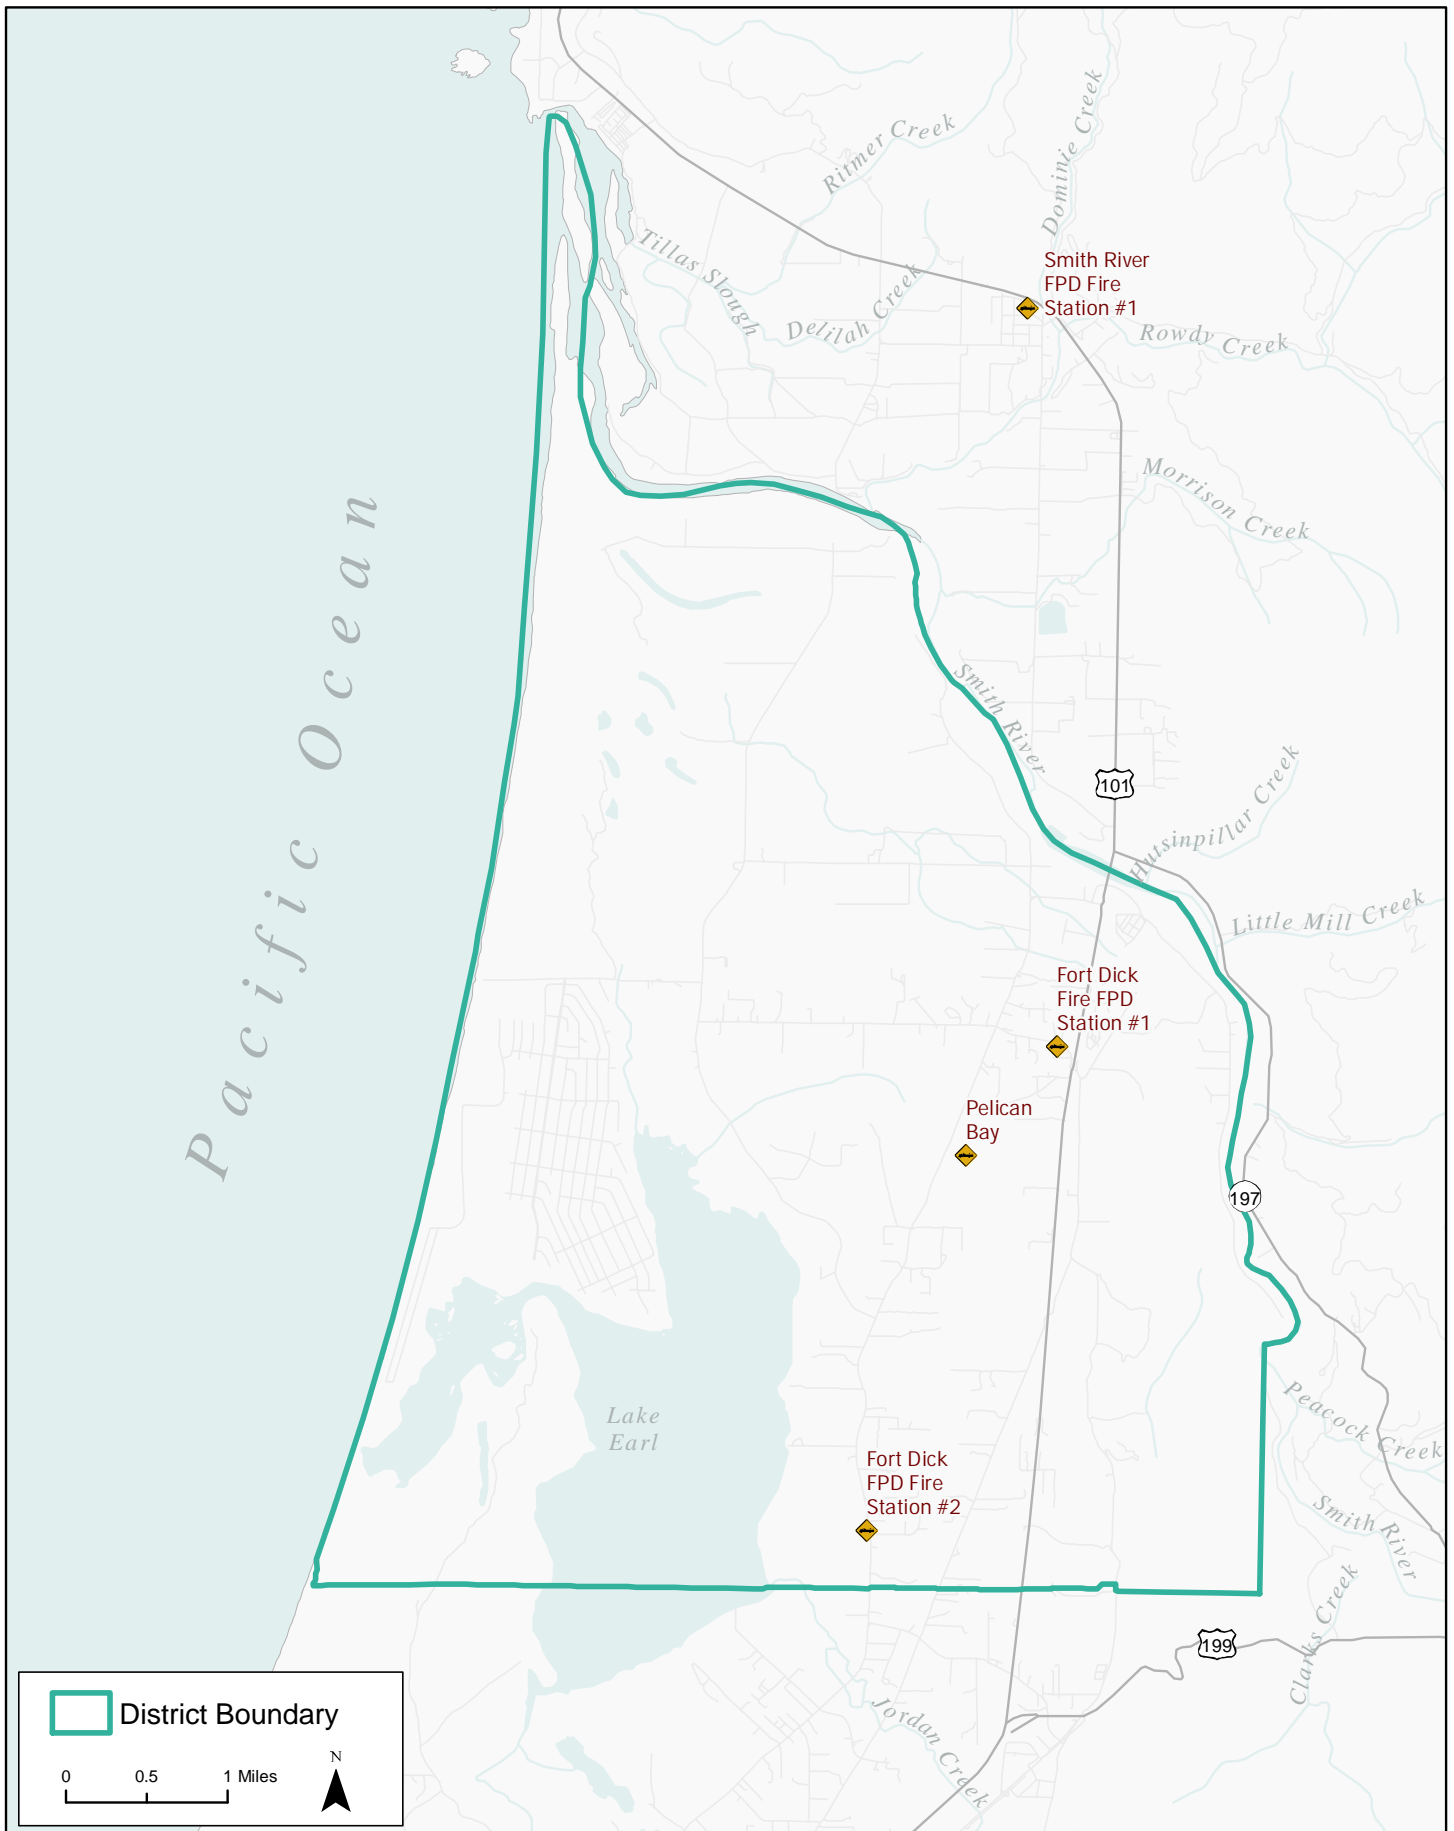 Ritmer Creek
Dominie Creek
Tillas Slough
Delilah Creek
Smith River
FPD Fire
Station #1
Rowdy Creek
Morrison Creek
Pacific Ocean
Smith River
101
Hutsinpillar Creek
Little Mill Creek
Fort Dick
Fire FPD
Station #1
Pelican
Bay
197
Lake
Earl
Peacock Creek
Fort Dick
FPD Fire
Station #2
Smith River
Clarks Creek
199
Jordan Creek
District Boundary
N
0 0.5 1 Miles